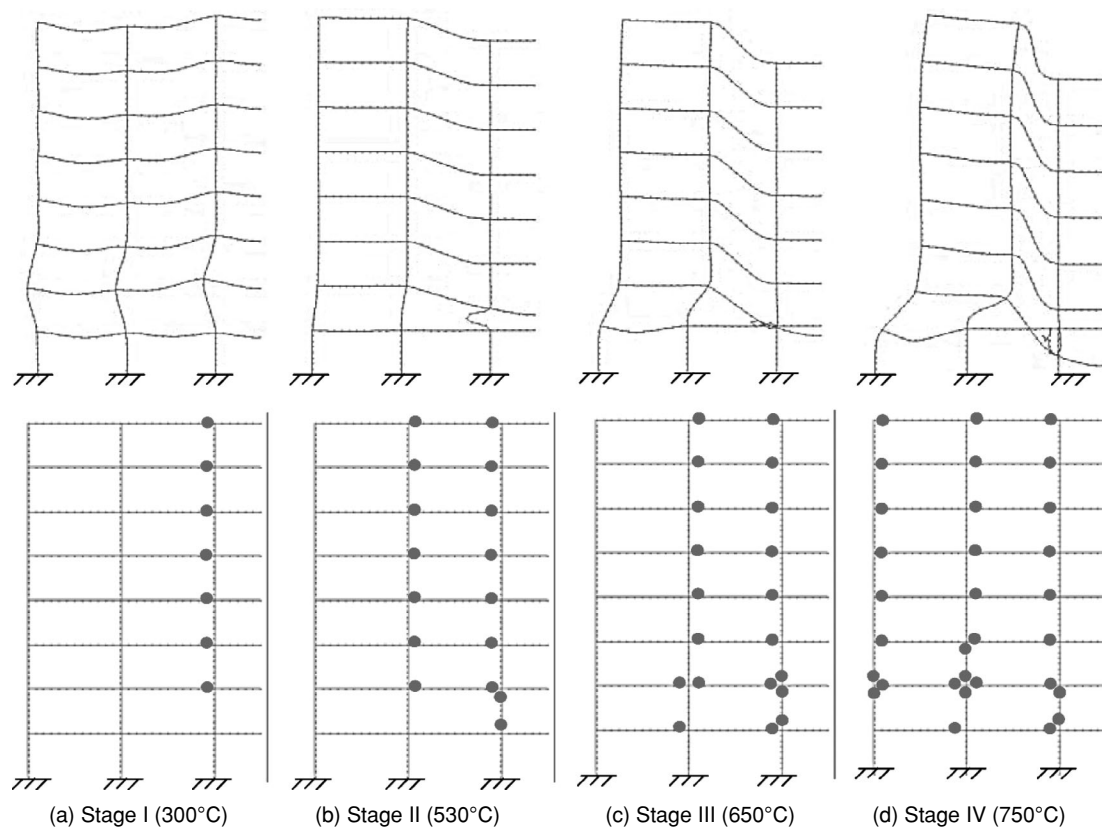 (a) Stage I (300°C)
(b) Stage II (530°C)
(c) Stage III (650°C)
(d) Stage IV (750°C)